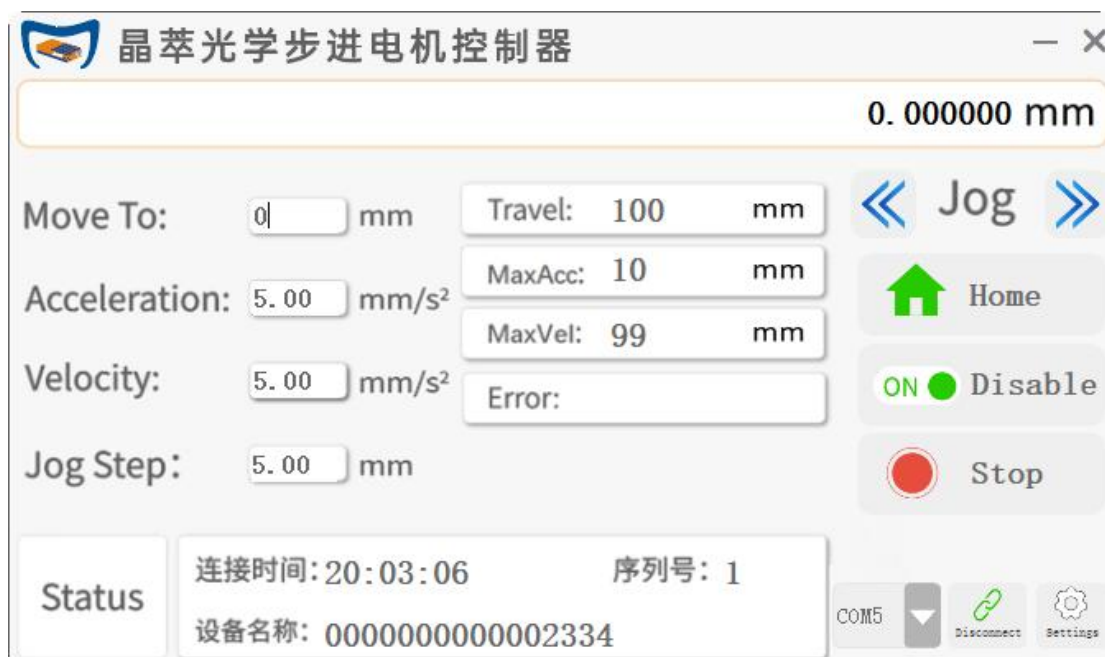 晶萃光学步进电机控制器
0.000000 mm
Move To: 0 mm
Travel: 100 mm
Jog
Acceleration: 5.00 mm/s²
MaxAcc: 10 mm
Home
Velocity: 5.00 mm/s²
MaxVel: 99 mm
ON Disable
Error:
Jog Step: 5.00 mm
Stop
Status
连接时间:20:03:06 序列号: 1
设备名称: 0000000000002334
COM5
Disconnect
Settings